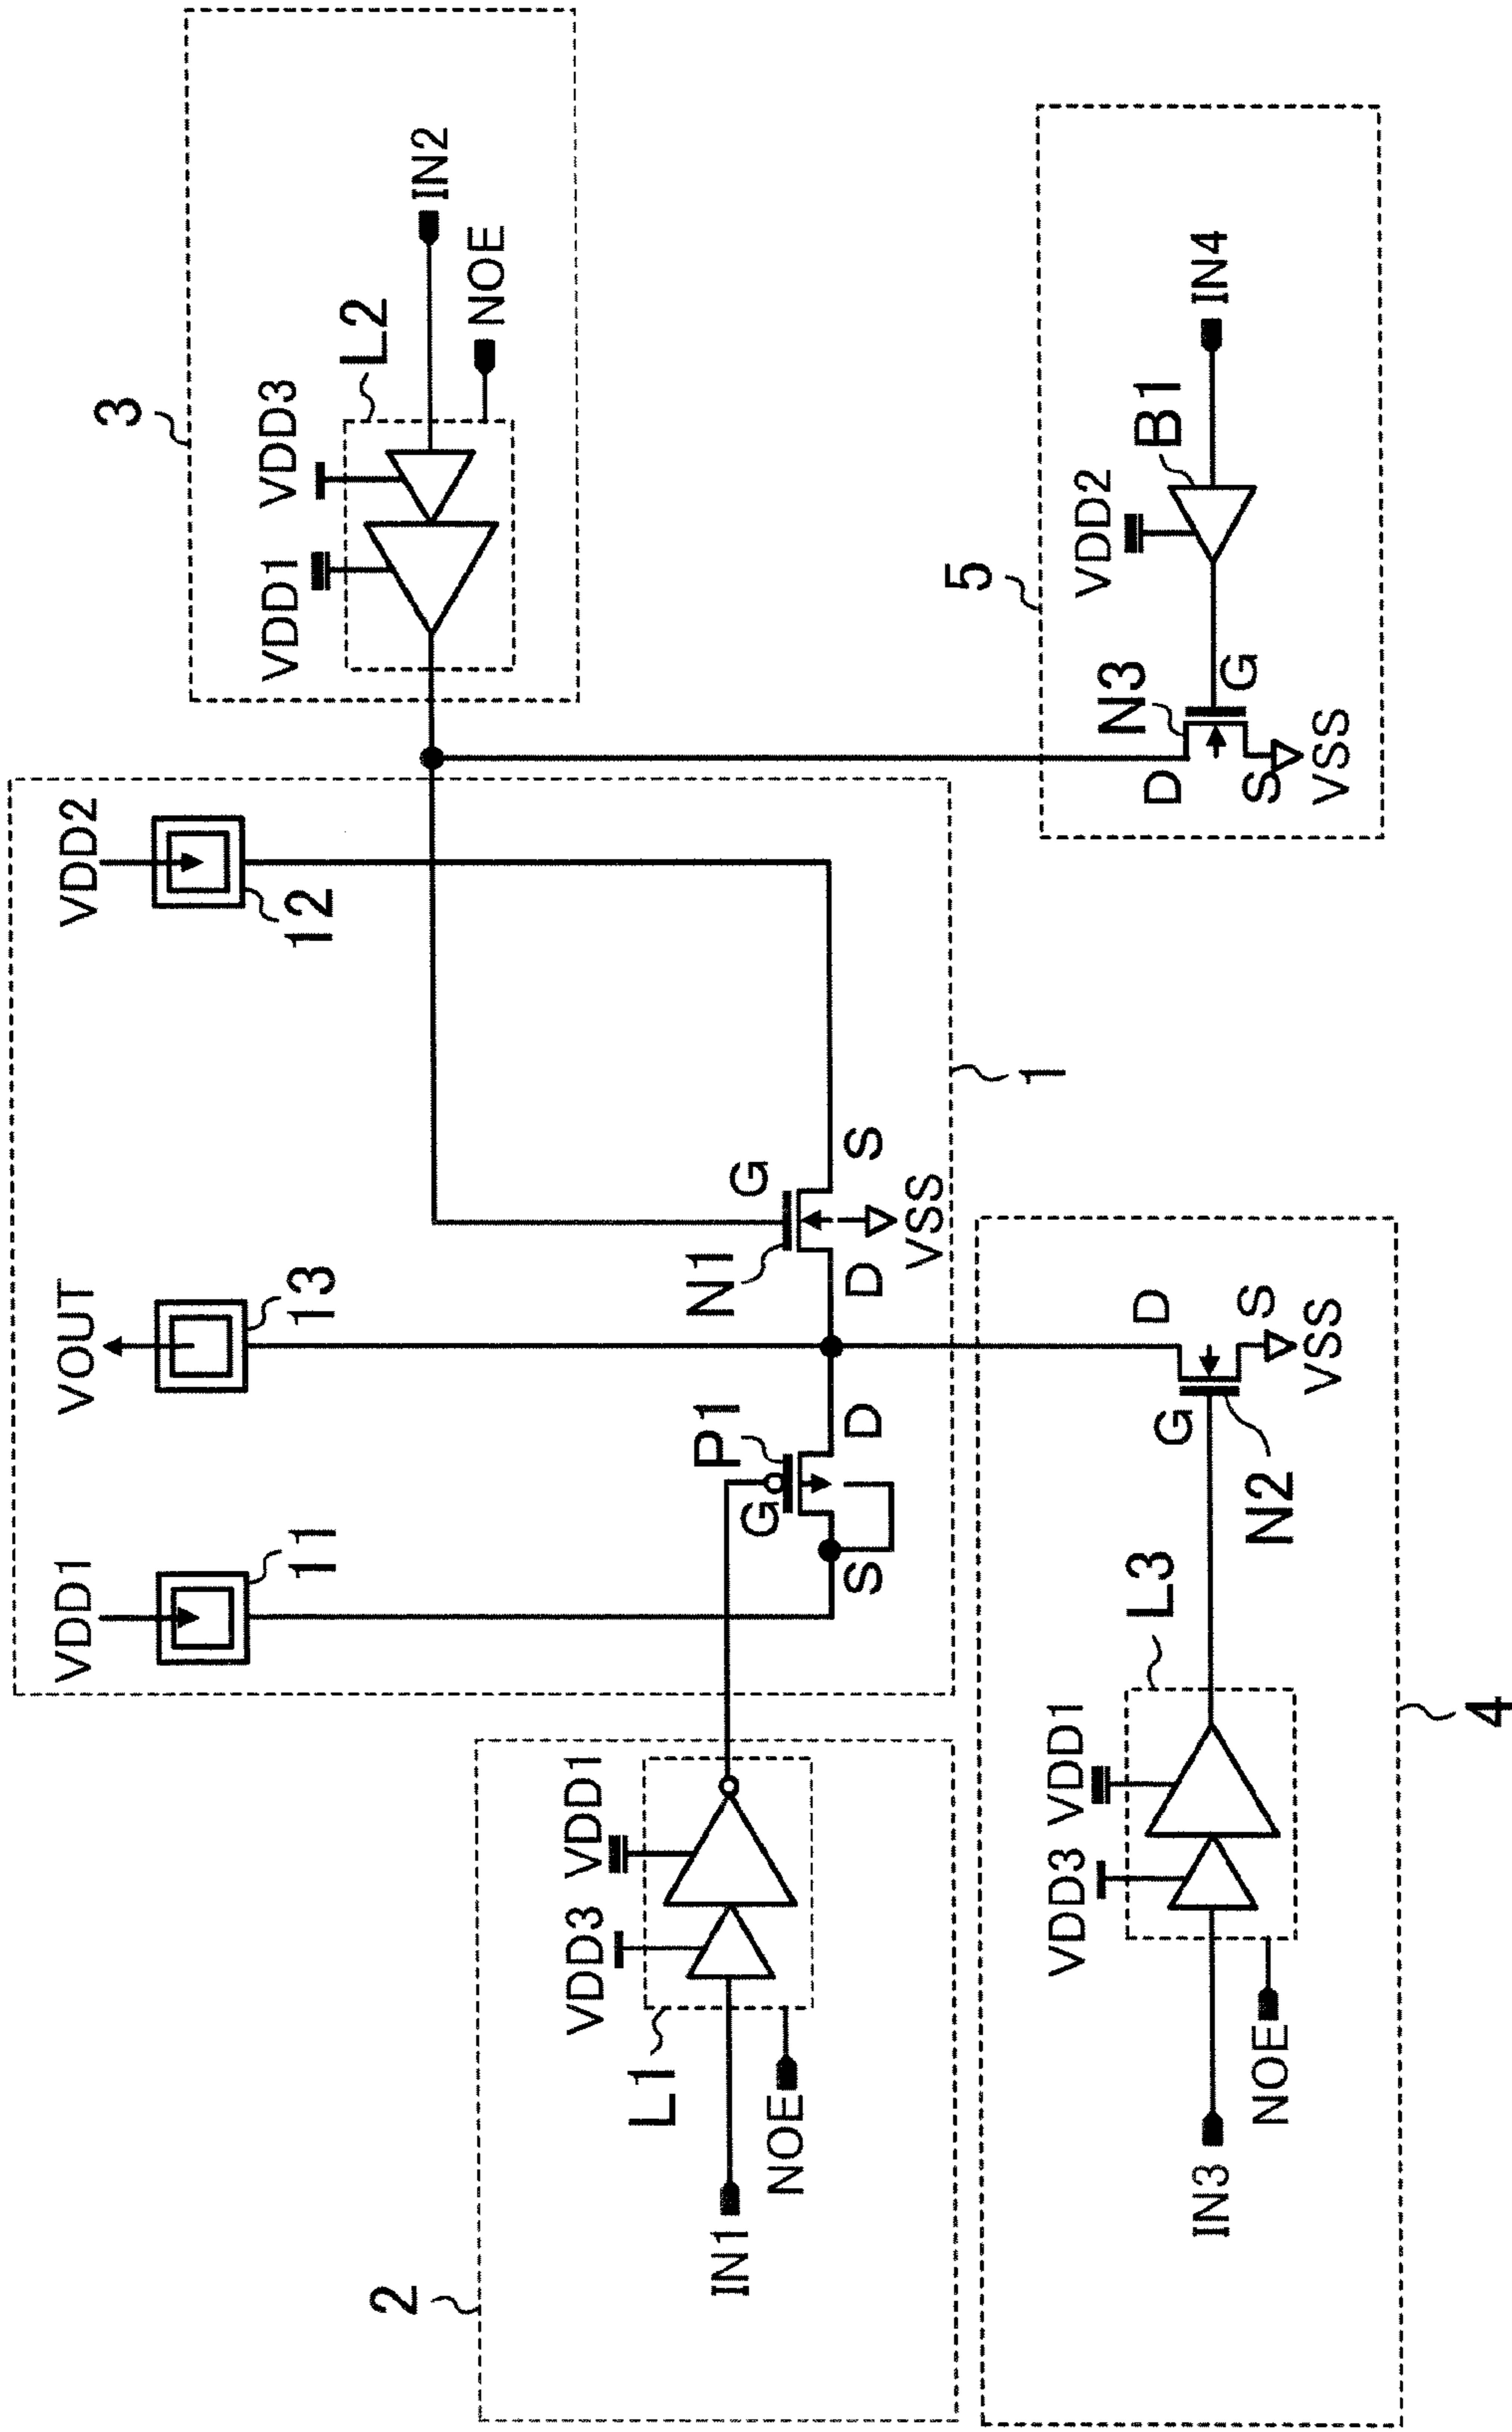 VDD1
VOUT
VDD2
11
13
12
P1
G
S
D
N1
G
D
S
VSS
1
2
VDD3
VDD1
L1
IN1
NOE
3
VDD1
VDD3
L2
IN2
NOE
4
VDD3
VDD1
L3
IN3
NOE
G
D
S
N2
VSS
5
VDD2
B1
IN4
N3
G
D
S
VSS